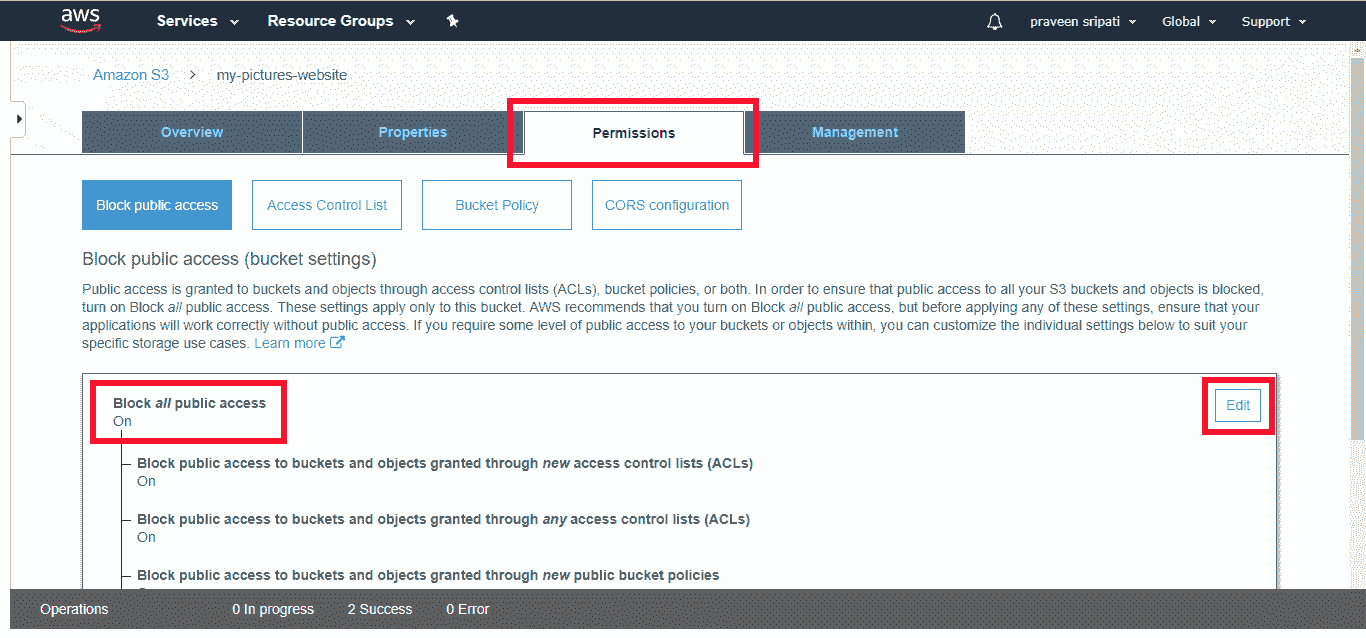 aws Services Resource Groups praveen sripati Global Support
Amazon S3 > my-pictures-website
Overview Properties Permissions Management
Block public access Access Control List Bucket Policy CORS configuration
Block public access (bucket settings)
Public access is granted to buckets and objects through access control lists (ACLs), bucket policies, or both. In order to ensure that public access to all your S3 buckets and objects is blocked,
turn on Block all public access. These settings apply only to this bucket. AWS recommends that you turn on Block all public access, but before applying any of these settings, ensure that your
applications will work correctly without public access. If you require some level of public access to your buckets or objects within, you can customize the individual settings below to suit your
specific storage use cases. Learn more
Block all public access
On
Edit
Block public access to buckets and objects granted through new access control lists (ACLs)
On
Block public access to buckets and objects granted through any access control lists (ACLs)
On
Block public access to buckets and objects granted through new public bucket policies
Operations 0 In progress 2 Success 0 Error